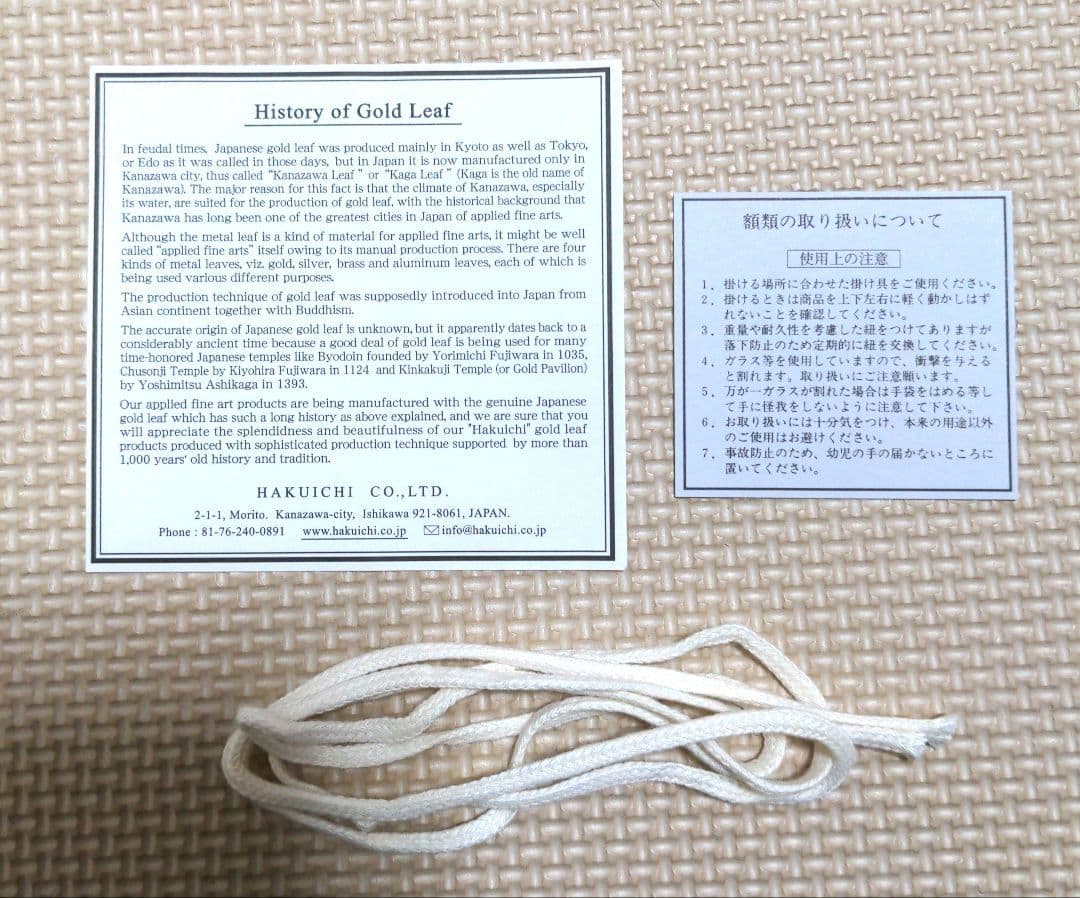 History of Gold Leaf
In feudal times, Japanese gold leaf was produced mainly in Kyoto as well as Tokyo,
or Edo as it was called in those days, but in Japan it is now manufactured only in
Kanazawa city, thus called "Kanazawa Leaf" or "Kaga Leaf" (Kaga is the old name of
Kanazawa). The major reason for this fact is that the climate of Kanazawa, especially
its water, are suited for the production of gold leaf, with the historical background that
Kanazawa has long been one of the greatest cities in Japan of applied fine arts.
Although the metal leaf is a kind of material for applied fine arts, it might be well
called "applied fine arts" itself owing to its manual production process. There are four
kinds of metal leaves, viz. gold, silver, brass and aluminum leaves, each of which is
being used various different purposes.
The production technique of gold leaf was supposedly introduced into Japan from
Asian continent together with Buddhism.
The accurate origin of Japanese gold leaf is unknown, but it apparently dates back to a
considerably ancient time because a good deal of gold leaf is being used for many
time-honored Japanese temples like Byodoin founded by Yorimichi Fujiwara in 1035,
Chusonji Temple by Kiyohira Fujiwara in 1124 and Kinkakuji Temple (or Gold Pavilion)
by Yoshimitsu Ashikaga in 1393.
Our applied fine art products are being manufactured with the genuine Japanese
gold leaf which has such a long history as above explained, and we are sure that you
will appreciate the splendidness and beautifulness of our "Hakuichi" gold leaf
products produced with sophisticated production technique supported by more than
1,000 years' old history and tradition.
HAKUICHI CO.,LTD.
2-1-1, Morito. Kanazawa-city, Ishikawa 921-8061, JAPAN.
Phone : 81-76-240-0891 www.hakuichi.co.jp info@hakuichi.co.jp
額類の取り扱いについて
使用上の注意
1．掛ける場所に合わせた掛け具をご使用ください。
2．掛けるときは商品を上下左右に軽く動かしはず
れないことを確認してください。
3．重量や耐久性を考慮した紐をつけてありますが
落下防止のため定期的に紐を交換してください。
4．ガラス等を使用していますので、衝撃を与える
と割れます。取り扱いにご注意願います。
5．万が一ガラスが割れた場合は手袋をはめる等し
て手に怪我をしないように注意して下さい。
6．お取り扱いには十分気をつけ、本来の用途以外
のご使用はお避けください。
7．事故防止のため、幼児の手の届かないところに
置いてください。